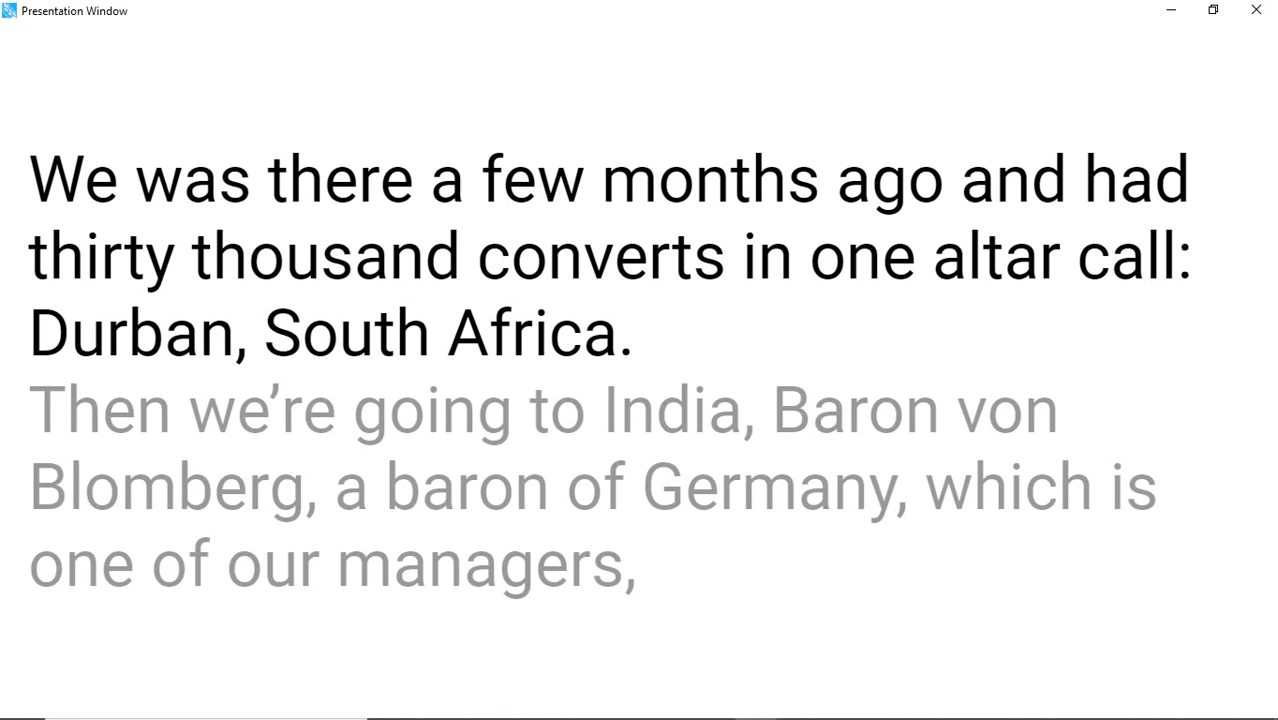 Presentation Window
We was there a few months ago and had
thirty thousand converts in one altar call:
Durban, South Africa.
Then we’re going to India, Baron von
Blomberg, a baron of Germany, which is
one of our managers,